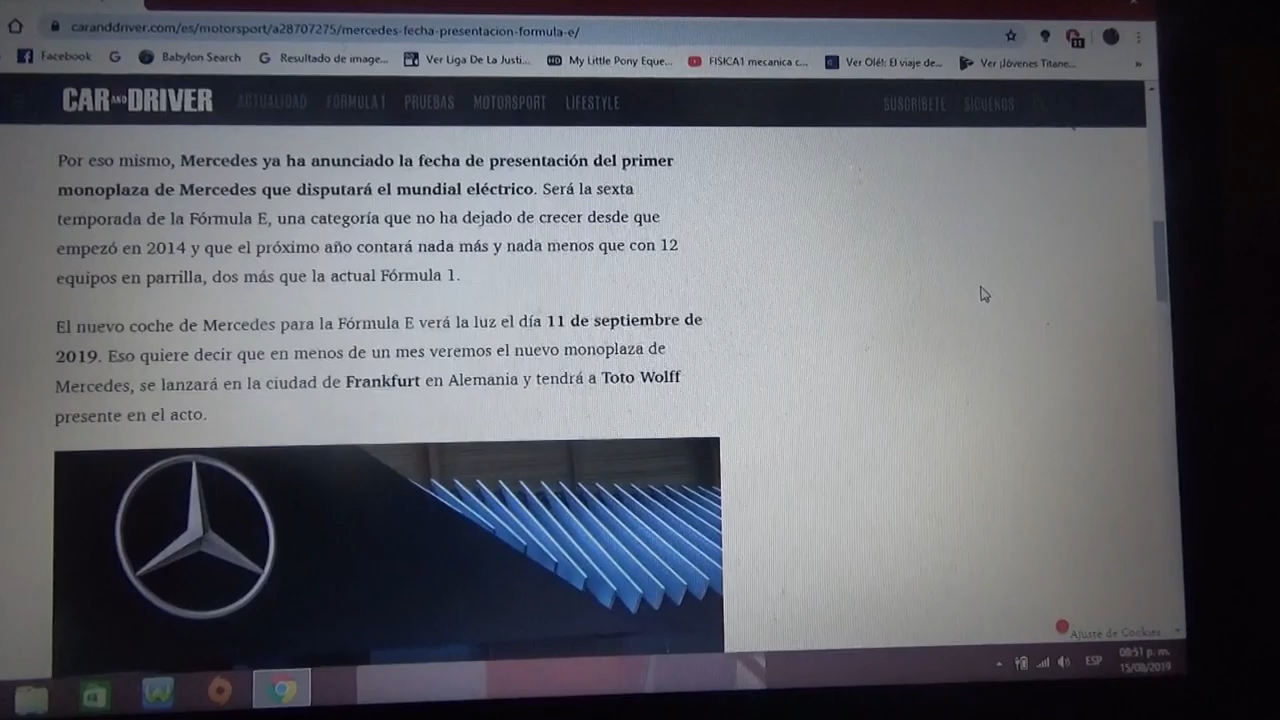 caranddriver.com/es/motorsport/a28707275/mercedes-fecha-presentacion-formula-e/
Facebook
Babylon Search
Resultado de image...
Ver Liga De La Justi...
My Little Pony Eque...
FISICA1 mecanica c...
Ver Olé!: El viaje de...
Ver ¡Jóvenes Titane...
»
CAR AND DRIVER
ACTUALIDAD
FÓRMULA 1
PRUEBAS
MOTORSPORT
LIFESTYLE
SUSCRÍBETE
SÍGUENOS
Por eso mismo, Mercedes ya ha anunciado la fecha de presentación del primer
monoplaza de Mercedes que disputará el mundial eléctrico. Será la sexta
temporada de la Fórmula E, una categoría que no ha dejado de crecer desde que
empezó en 2014 y que el próximo año contará nada más y nada menos que con 12
equipos en parrilla, dos más que la actual Fórmula 1.
El nuevo coche de Mercedes para la Fórmula E verá la luz el día 11 de septiembre de
2019. Eso quiere decir que en menos de un mes veremos el nuevo monoplaza de
Mercedes, se lanzará en la ciudad de Frankfurt en Alemania y tendrá a Toto Wolff
presente en el acto.
Ajuste de Cookies
ESP
08:51 p. m.
15/08/2019